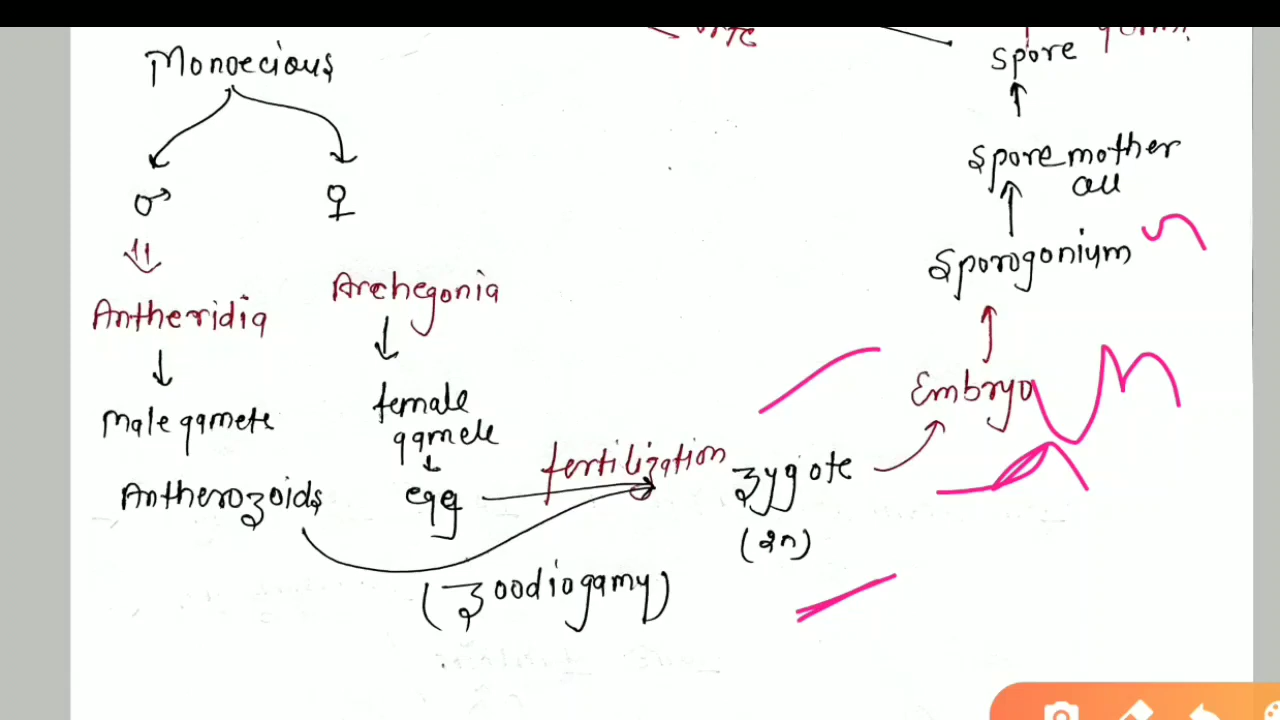 Monoecious
♂ ♀
Antheridia
Male gamete
Antherozoids
Archegonia
female
gamete
egg
fertilization
(Zoodiogamy)
Zygote
(2n)
Embryo
Sporogonium
Spore mother
cell
Spore